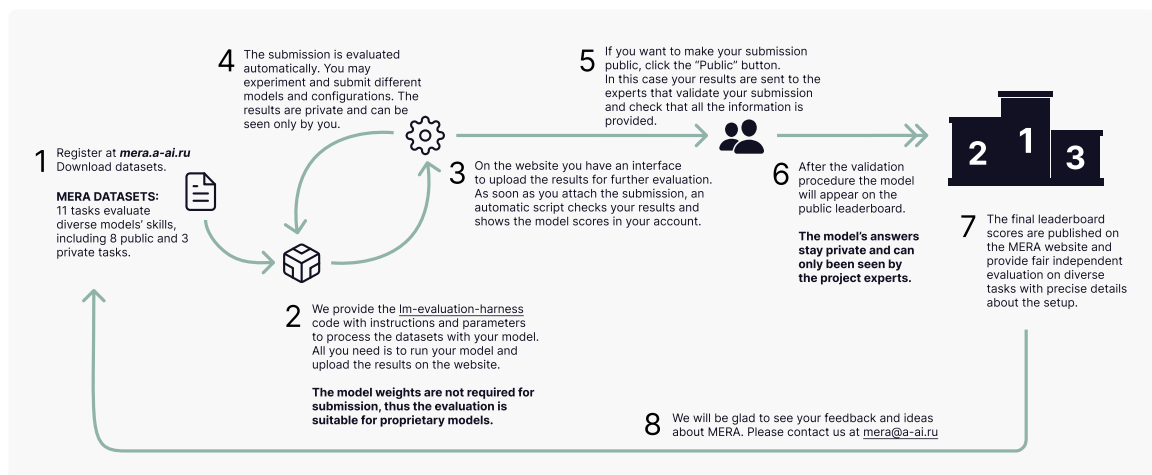 1
Register at mera.a-ai.ru
Download datasets.
MERA DATASETS:
11 tasks evaluate
diverse models' skills,
including 8 public and 3
private tasks.
2
We provide the lm-evaluation-harness
code with instructions and parameters
to process the datasets with your model.
All you need is to run your model and
upload the results on the website.
The model weights are not required for
submission, thus the evaluation is
suitable for proprietary models.
3
On the website you have an interface
to upload the results for further evaluation.
As soon as you attach the submission, an
automatic script checks your results and
shows the model scores in your account.
4
The submission is evaluated
automatically. You may
experiment and submit different
models and configurations. The
results are private and can be
seen only by you.
5
If you want to make your submission
public, click the “Public” button.
In this case your results are sent to the
experts that validate your submission
and check that all the information is
provided.
6
After the validation
procedure the model
will appear on the
public leaderboard.
The model's answers
stay private and can
only been seen by
the project experts.
2 1 3
7
The final leaderboard
scores are published on
the MERA website and
provide fair independent
evaluation on diverse
tasks with precise details
about the setup.
8
We will be glad to see your feedback and ideas
about MERA. Please contact us at mera@a-ai.ru